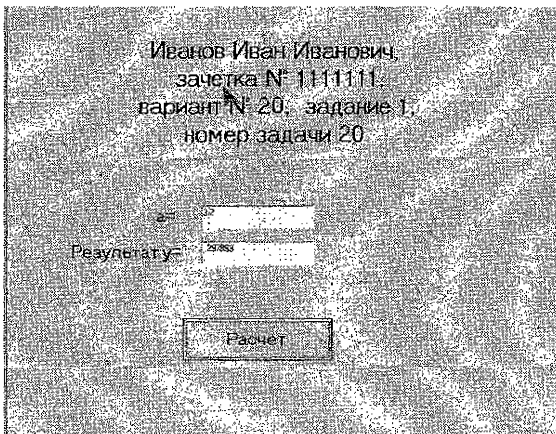 Иванов Иван Иванович,
зачетка № 1111111,
вариант № 20, задание 1,
номер задачи 20
a=
Результат y=
Расчет